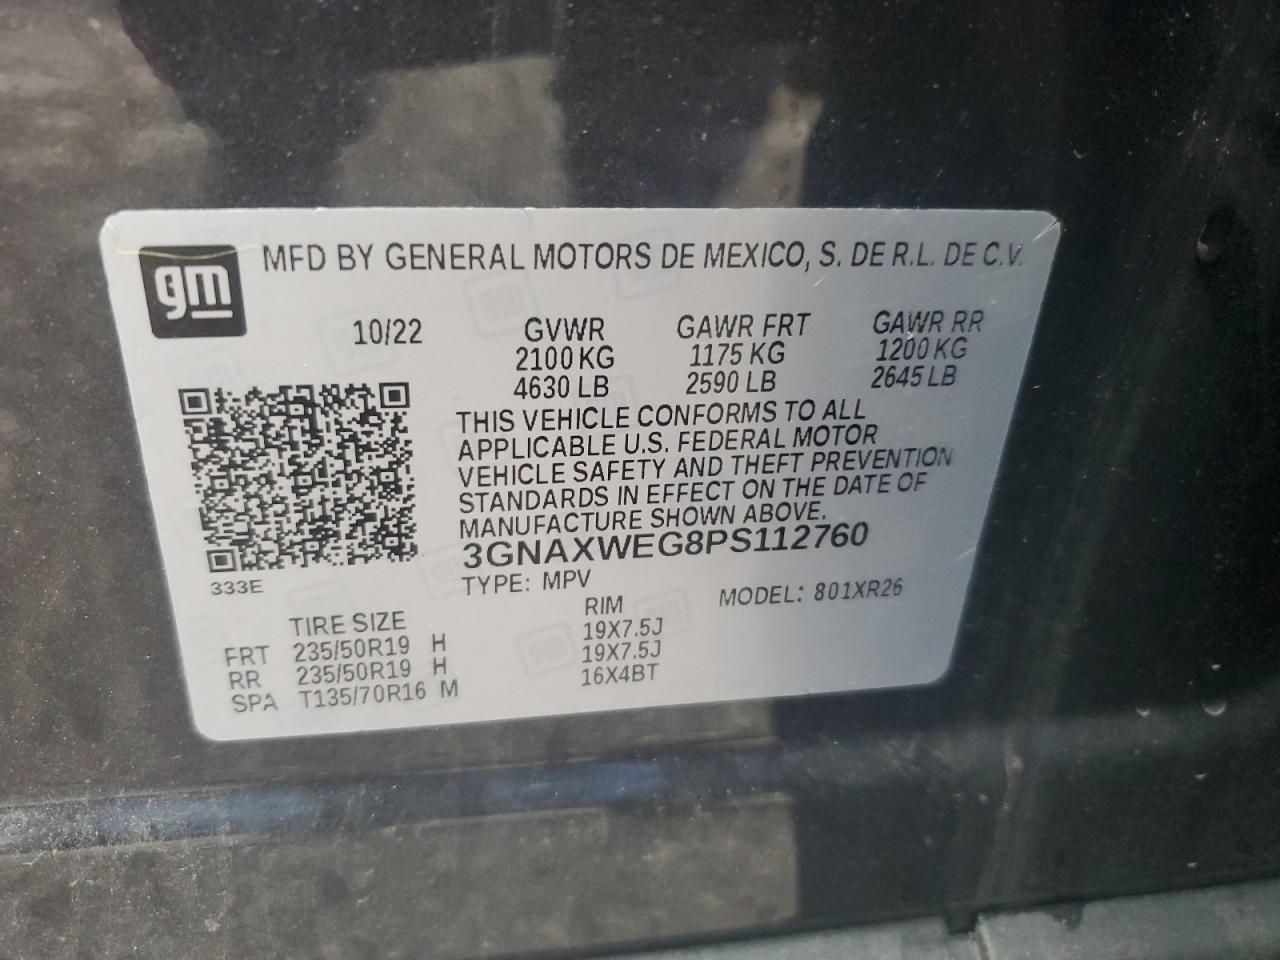 gm
MFD BY GENERAL MOTORS DE MEXICO, S. DE R.L. DE C.V.
10/22 GVWR GAWR FRT GAWR RR
2100 KG 1175 KG 1200 KG
4630 LB 2590 LB 2645 LB
THIS VEHICLE CONFORMS TO ALL
APPLICABLE U.S. FEDERAL MOTOR
VEHICLE SAFETY AND THEFT PREVENTION
STANDARDS IN EFFECT ON THE DATE OF
MANUFACTURE SHOWN ABOVE.
3GNAXWEG8PS112760
333E TYPE: MPV MODEL: 801XR26
TIRE SIZE RIM
FRT 235/50R19 H 19X7.5J
RR 235/50R19 H 19X7.5J
SPA T135/70R16 M 16X4BT